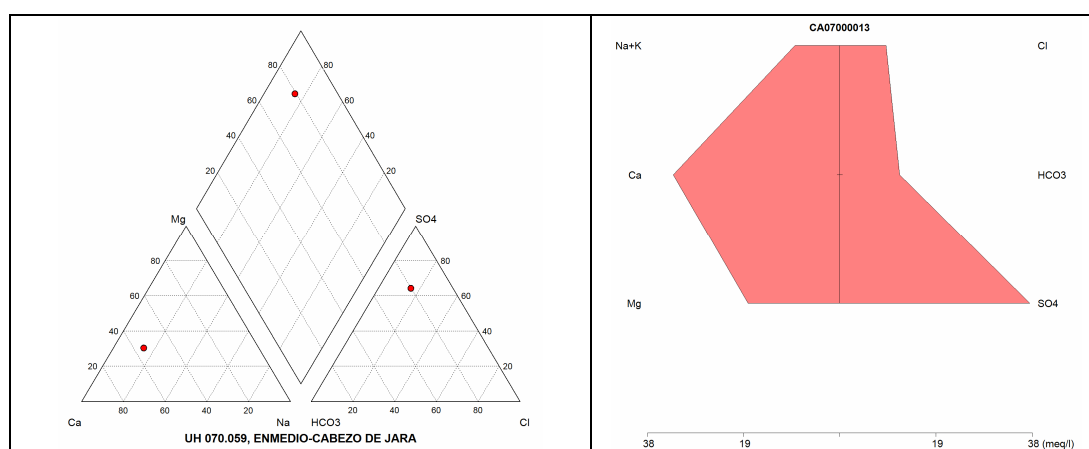 80 80
60 60
40 40
20 20
Mg SO4
80 80
60 60
40 40
20 20
80 60 40 20 20 40 60 80
Ca Na HCO3 Cl
UH 070.059, ENMEDIO-CABEZO DE JARA
CA07000013
Na+K Cl
Ca HCO3
Mg SO4
38 19 19 38 (meq/l)